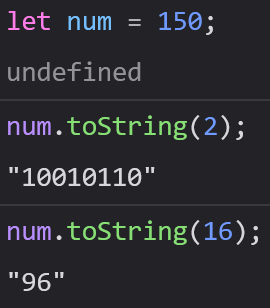 let num = 150;
undefined
num.toString(2);
"10010110"
num.toString(16);
"96"